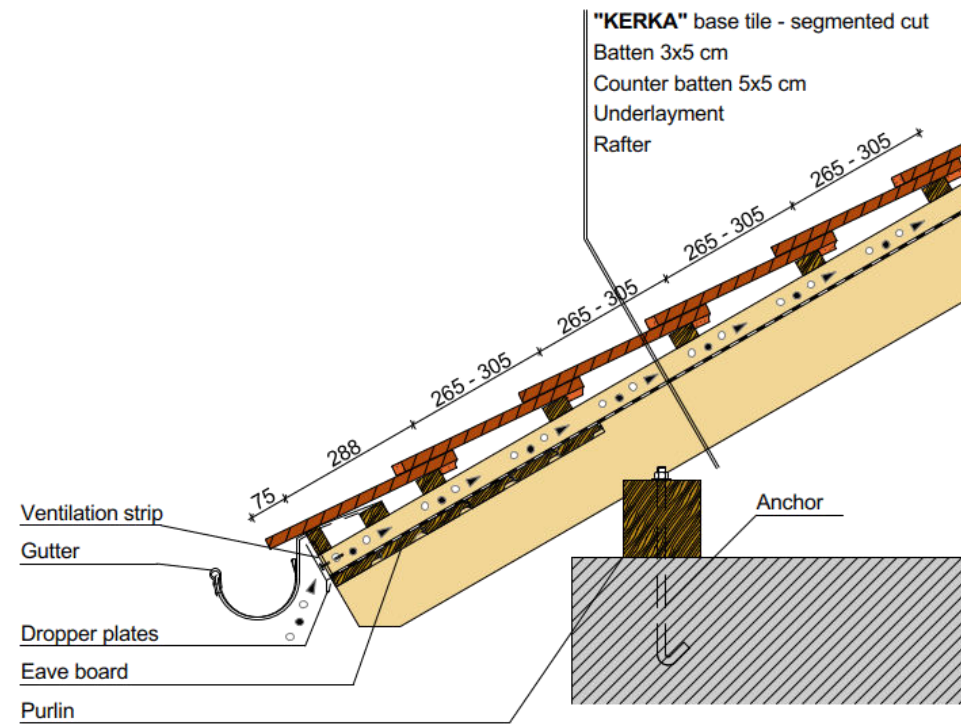 "KERKA" base tile - segmented cut
Batten 3x5 cm
Counter batten 5x5 cm
Underlayment
Rafter
265 - 305
265 - 305
265 - 305
265 - 305
288
75
Ventilation strip
Gutter
Anchor
Dropper plates
Eave board
Purlin